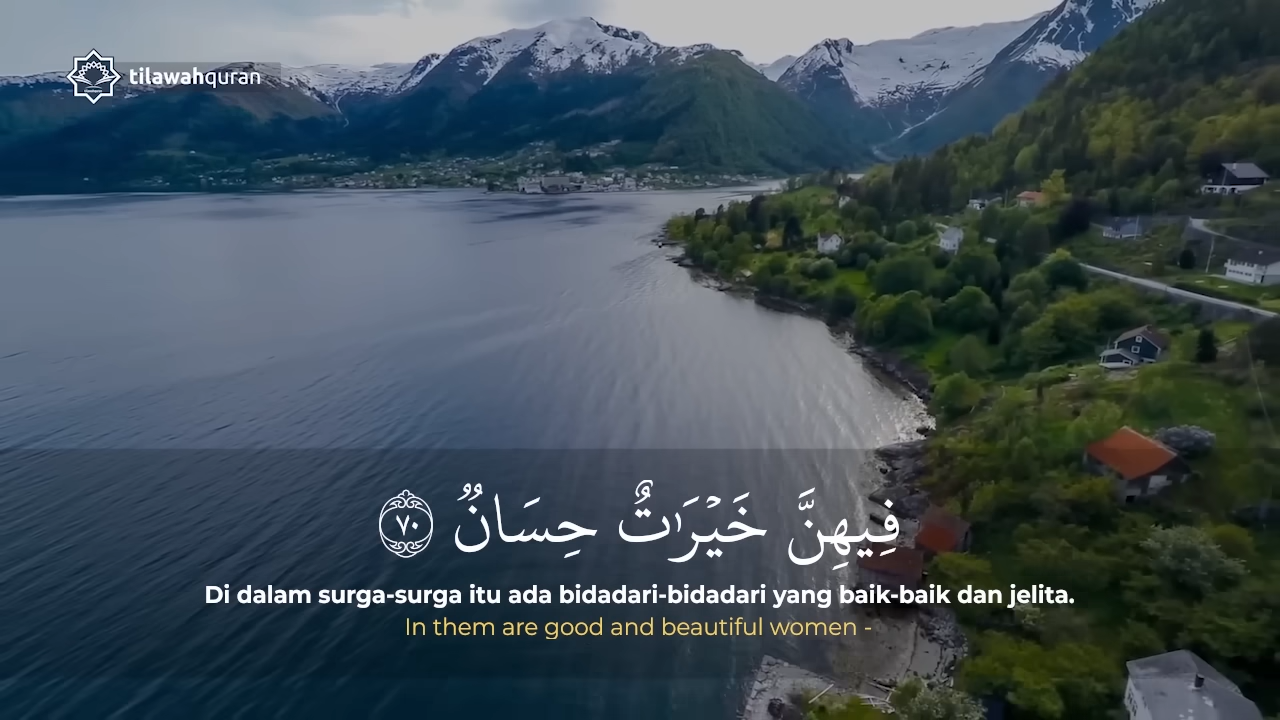 tilawahquran
فِيهِنَّ خَيْرَٰتٌ حِسَانٌ ٧٠
Di dalam surga-surga itu ada bidadari-bidadari yang baik-baik dan jelita.
In them are good and beautiful women -